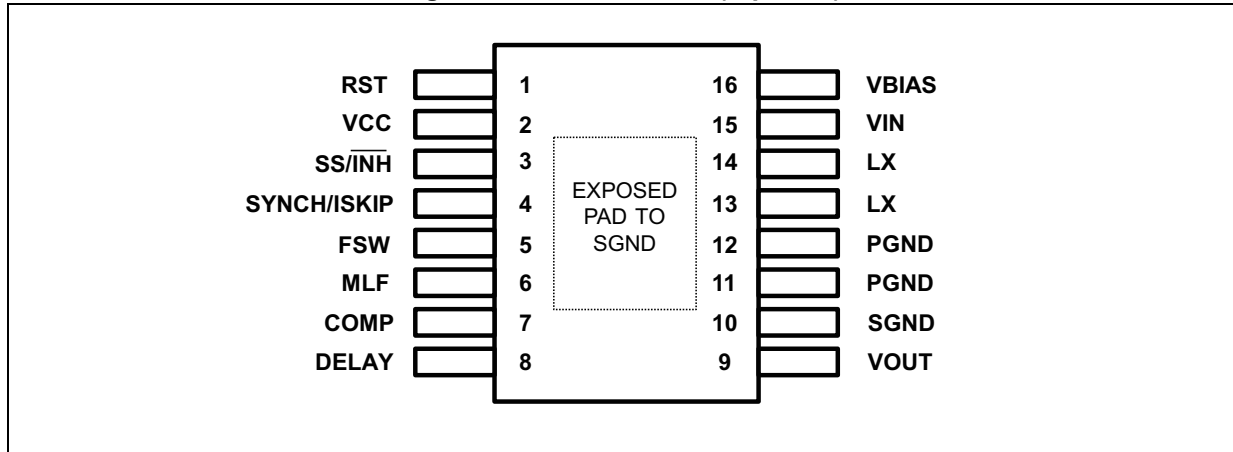 RST 1 16 VBIAS
VCC 2 15 VIN
SS/INH 3 14 LX
SYNCH/ISKIP 4 13 LX
FSW 5 12 PGND
MLF 6 11 PGND
COMP 7 10 SGND
DELAY 8 9 VOUT
EXPOSED
PAD TO
SGND